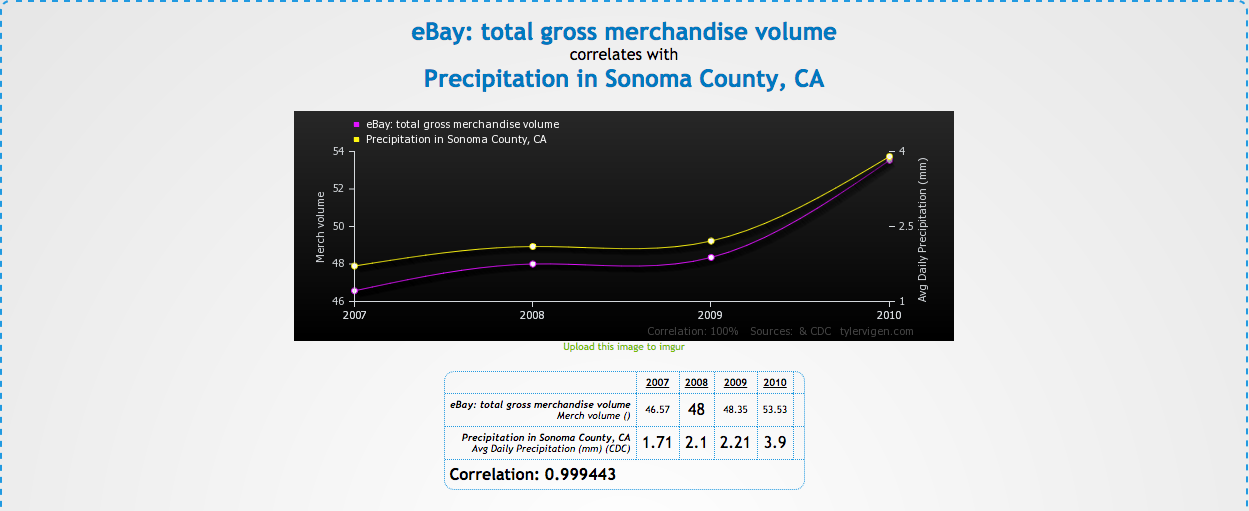 eBay: total gross merchandise volume
correlates with
Precipitation in Sonoma County, CA
eBay: total gross merchandise volume
Precipitation in Sonoma County, CA
54
52
50
48
46
Merch volume
4
2.5
1
Avg Daily Precipitation (mm)
2007 2008 2009 2010
Correlation: 100% Sources: & CDC tylervigen.com
Upload this image to imgur
2007 2008 2009 2010
eBay: total gross merchandise volume
Merch volume ()
46.57 48 48.35 53.53
Precipitation in Sonoma County, CA
Avg Daily Precipitation (mm) (CDC)
1.71 2.1 2.21 3.9
Correlation: 0.999443